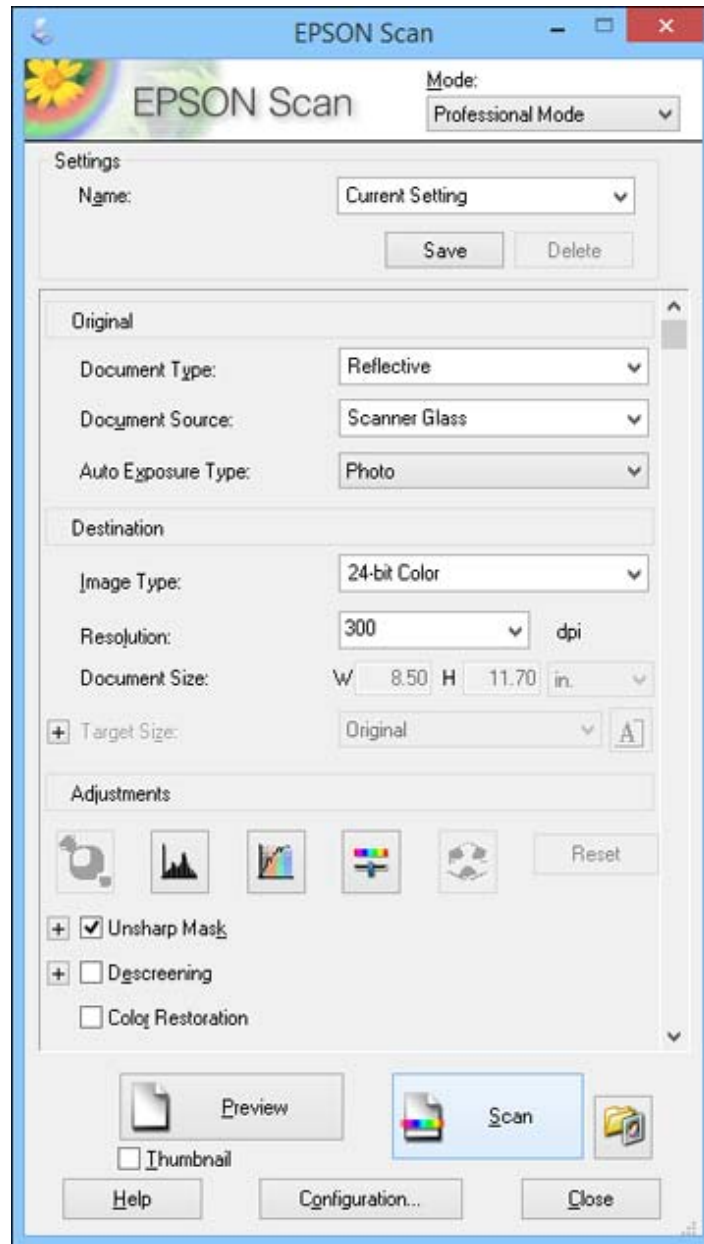 EPSON Scan
EPSON Scan
Mode:
Professional Mode
Settings
Name: Current Setting
Save Delete
Original
Document Type: Reflective
Document Source: Scanner Glass
Auto Exposure Type: Photo
Destination
Image Type: 24-bit Color
Resolution: 300 dpi
Document Size: W 8.50 H 11.70 in.
Target Size: Original A
Adjustments
Reset
Unsharp Mask
Descreening
Color Restoration
Preview Scan
Thumbnail
Help Configuration... Close